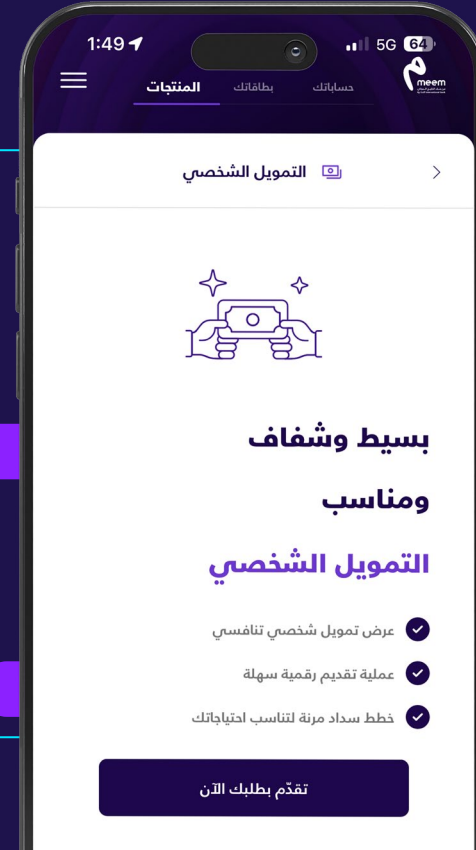 1:49
5G 64
meem
حساباتك بطاقاتك المنتجات
التمويل الشخصي
بسيط وشفاف
ومناسب
التمويل الشخصي
عرض تمويل شخصي تنافسي
عملية تقديم رقمية سهلة
خطط سداد مرنة لتناسب احتياجاتك
تقدّم بطلبك الآن